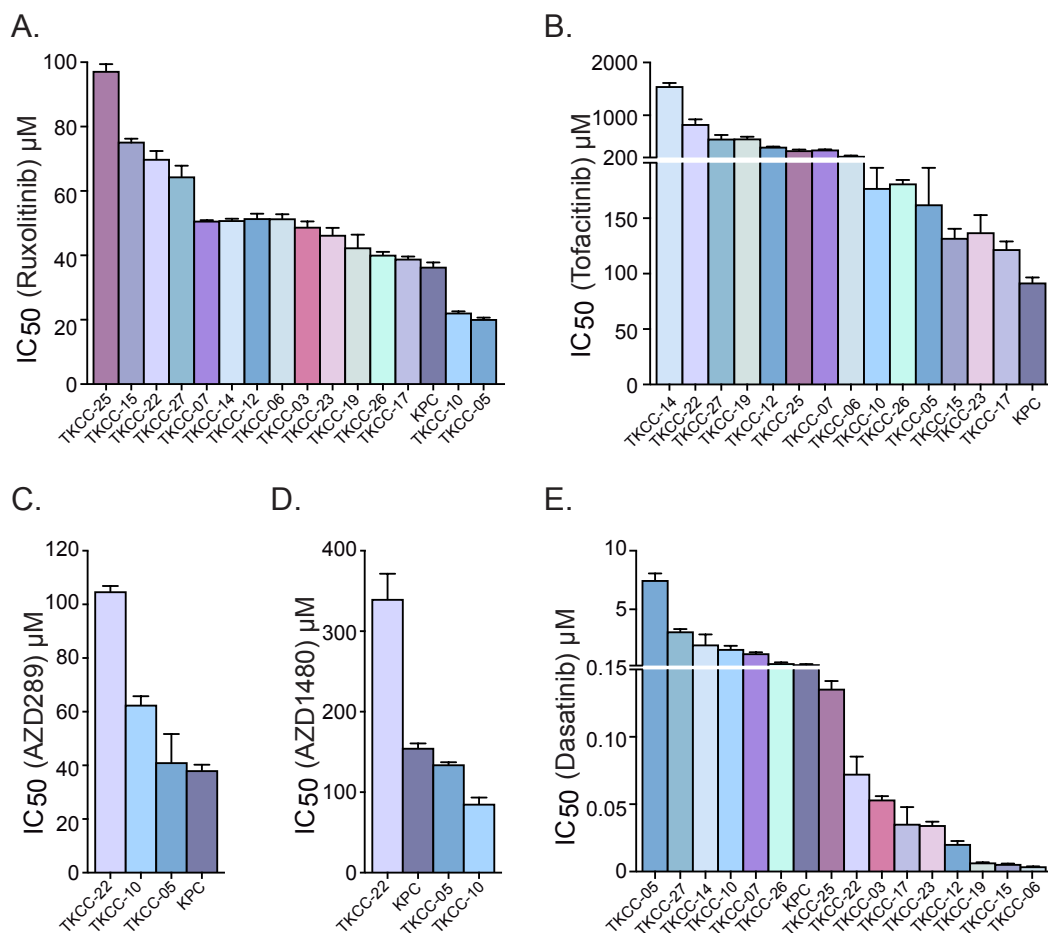 A.
IC50 (Ruxolitinib) µM
100
80
60
40
20
0
TKCC-25
TKCC-15
TKCC-22
TKCC-27
TKCC-07
TKCC-14
TKCC-12
TKCC-06
TKCC-03
TKCC-23
TKCC-19
TKCC-26
TKCC-17
KPC
TKCC-10
TKCC-05
B.
IC50 (Tofacitinib) µM
2000
1000
200
150
100
50
0
TKCC-14
TKCC-22
TKCC-27
TKCC-19
TKCC-12
TKCC-25
TKCC-07
TKCC-06
TKCC-10
TKCC-26
TKCC-05
TKCC-15
TKCC-23
TKCC-17
KPC
C.
IC50 (AZD289) µM
120
100
80
60
40
20
0
TKCC-22
TKCC-10
TKCC-05
KPC
D.
IC50 (AZD1480) µM
400
300
200
100
0
TKCC-22
KPC
TKCC-05
TKCC-10
E.
IC50 (Dasatinib) µM
10
5
0.15
0.10
0.05
0
TKCC-05
TKCC-27
TKCC-14
TKCC-10
TKCC-07
TKCC-26
KPC
TKCC-25
TKCC-22
TKCC-03
TKCC-17
TKCC-23
TKCC-12
TKCC-19
TKCC-15
TKCC-06